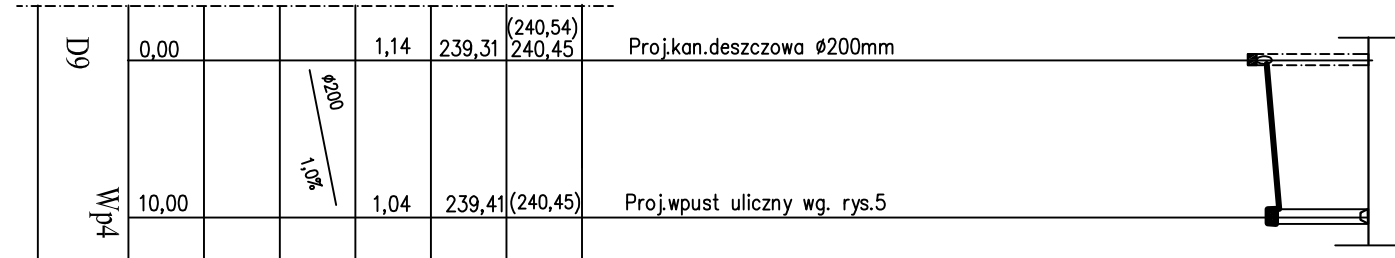 D9
0,00
1,14
239,31
(240,54)
240,45
Proj.kan.deszczowa ø200mm
ø200
1,0%
Wp4
10,00
1,04
239,41
(240,45)
Proj.wpust uliczny wg. rys.5